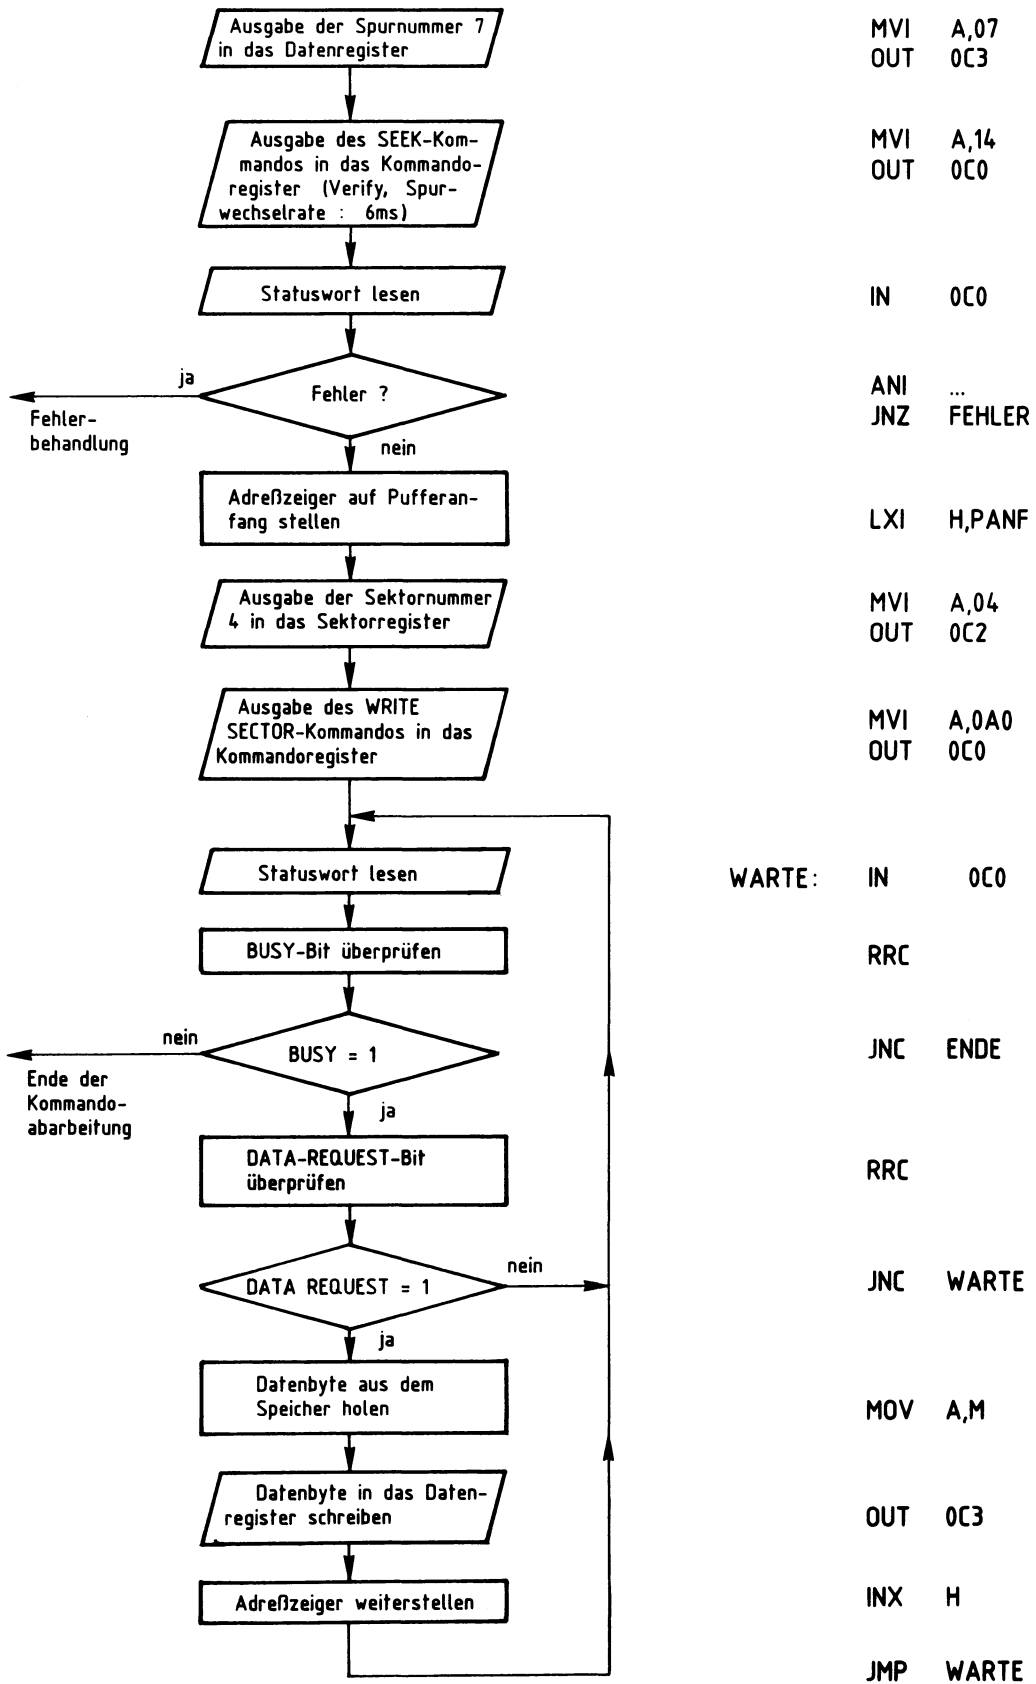 Ausgabe der Spurnummer 7
in das Datenregister
MVI A,07
OUT 0C3
Ausgabe des SEEK-Kom-
mandos in das Kommando-
register (Verify, Spur-
wechselrate : 6ms)
MVI A,14
OUT 0C0
Statuswort lesen
IN 0C0
ja
Fehler ?
Fehler-
behandlung
nein
ANI ...
JNZ FEHLER
Adreßzeiger auf Pufferan-
fang stellen
LXI H,PANF
Ausgabe der Sektornummer
4 in das Sektorregister
MVI A,04
OUT 0C2
Ausgabe des WRITE
SECTOR-Kommandos in das
Kommandoregister
MVI A,0A0
OUT 0C0
Statuswort lesen
WARTE: IN 0C0
BUSY-Bit überprüfen
RRC
nein
BUSY = 1
Ende der
Kommando-
abarbeitung
ja
JNC ENDE
DATA-REQUEST-Bit
überprüfen
RRC
DATA REQUEST = 1
nein
ja
JNC WARTE
Datenbyte aus dem
Speicher holen
MOV A,M
Datenbyte in das Daten-
register schreiben
OUT 0C3
Adreßzeiger weiterstellen
INX H
JMP WARTE